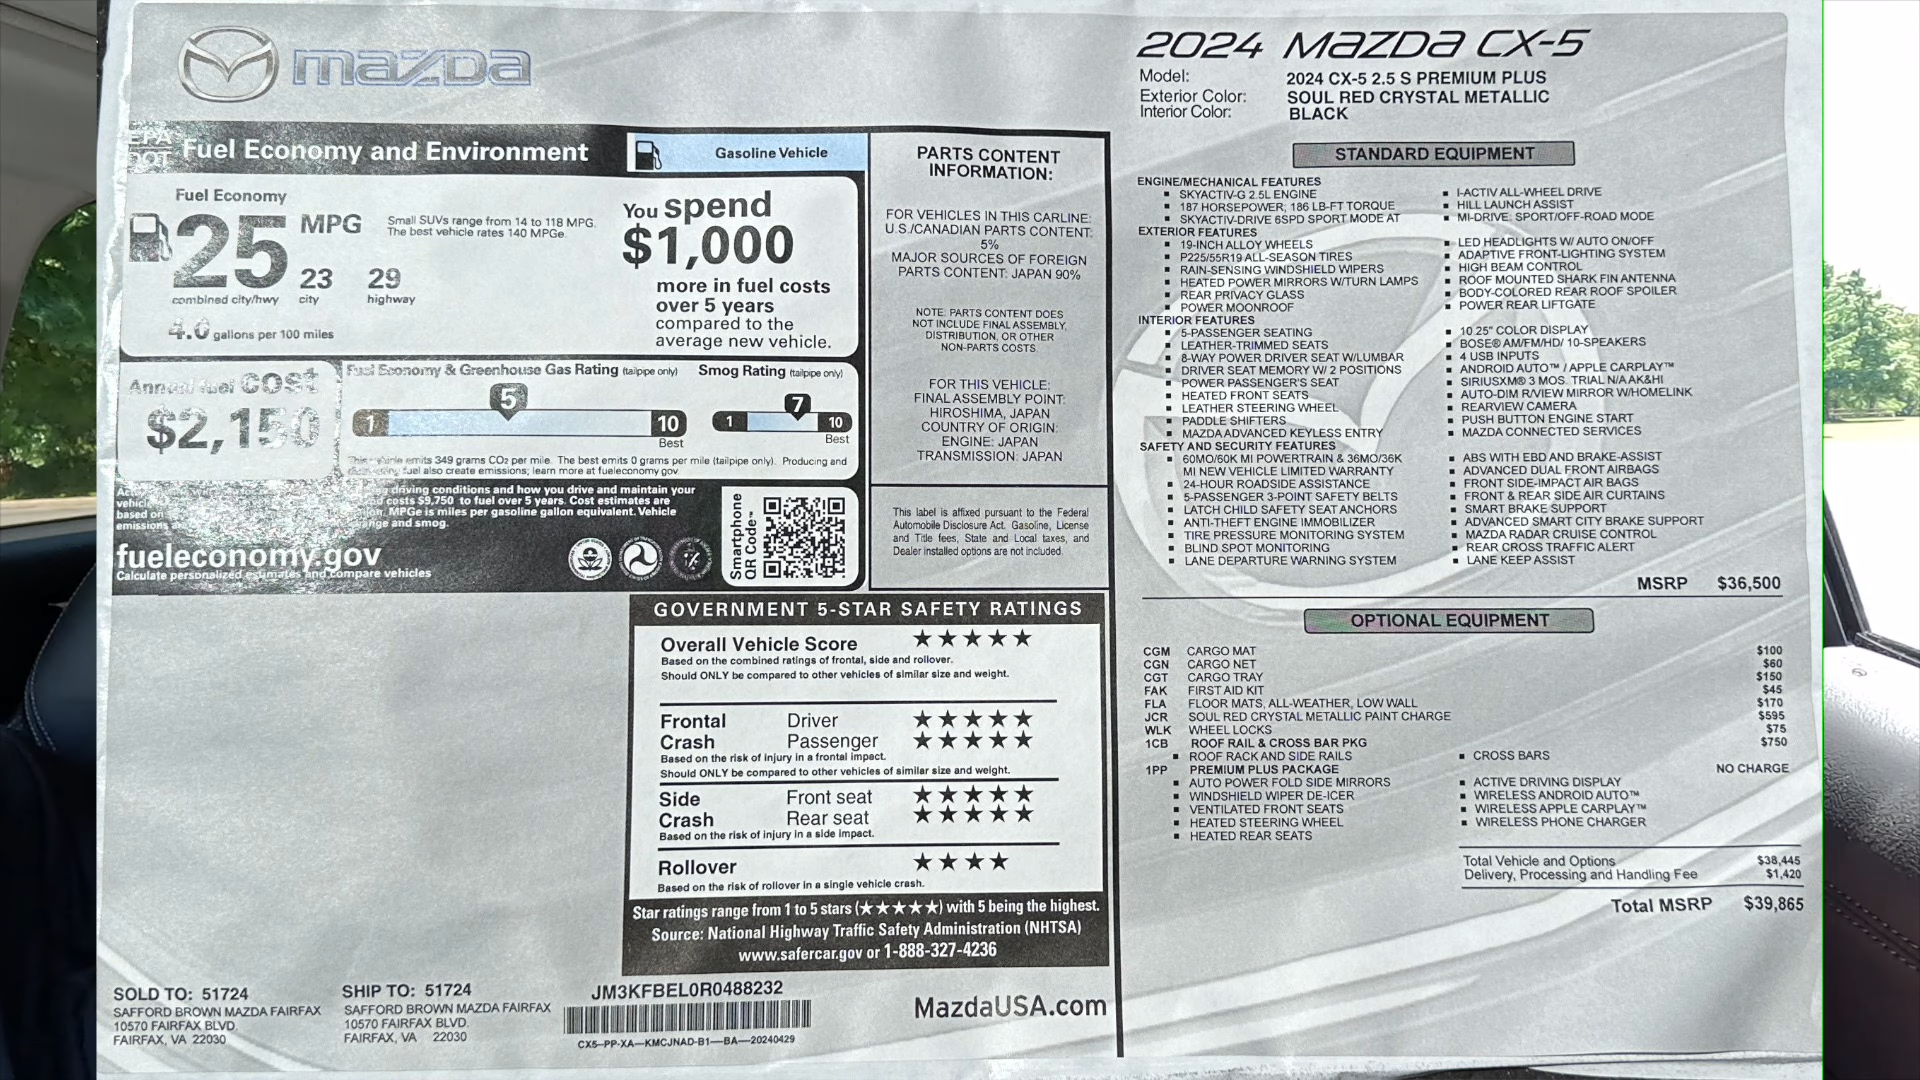 mazda
EPA
DOT
Fuel Economy and Environment
Gasoline Vehicle
Fuel Economy
25 MPG
23
29
combined city/hwy
city
highway
4.0 gallons per 100 miles
Small SUVs range from 14 to 118 MPG.
The best vehicle rates 140 MPGe.
You spend
$1,000
more in fuel costs
over 5 years
compared to the
average new vehicle.
Annual fuel cost
$2,150
Fuel Economy & Greenhouse Gas Rating (tailpipe only)
5
1
10
Best
Smog Rating (tailpipe only)
7
1
10
Best
This vehicle emits 349 grams CO2 per mile. The best emits 0 grams per mile (tailpipe only). Producing and
fuel also create emissions; learn more at fueleconomy.gov
driving conditions and how you drive and maintain your
vehicle costs $9,750 to fuel over 5 years. Cost estimates are
based on MPGe is miles per gasoline gallon equivalent. Vehicle
emissions and smog.
fueleconomy.gov
Calculate personalized estimates and compare vehicles
Smartphone
QR Code™
PARTS CONTENT
INFORMATION:
FOR VEHICLES IN THIS CARLINE:
U.S./CANADIAN PARTS CONTENT:
5%
MAJOR SOURCES OF FOREIGN
PARTS CONTENT: JAPAN 90%
NOTE: PARTS CONTENT DOES
NOT INCLUDE FINAL ASSEMBLY,
DISTRIBUTION, OR OTHER
NON-PARTS COSTS.
FOR THIS VEHICLE:
FINAL ASSEMBLY POINT:
HIROSHIMA, JAPAN
COUNTRY OF ORIGIN:
ENGINE: JAPAN
TRANSMISSION: JAPAN
This label is affixed pursuant to the Federal
Automobile Disclosure Act. Gasoline, License
and Title fees, State and Local taxes, and
Dealer installed options are not included.
GOVERNMENT 5-STAR SAFETY RATINGS
Overall Vehicle Score ★★★★★
Based on the combined ratings of frontal, side and rollover.
Should ONLY be compared to other vehicles of similar size and weight.
Frontal Driver ★★★★★
Crash Passenger ★★★★★
Based on the risk of injury in a frontal impact.
Should ONLY be compared to other vehicles of similar size and weight.
Side Front seat ★★★★★
Crash Rear seat ★★★★★
Based on the risk of injury in a side impact.
Rollover ★★★★
Based on the risk of rollover in a single vehicle crash.
Star ratings range from 1 to 5 stars (★★★★★) with 5 being the highest.
Source: National Highway Traffic Safety Administration (NHTSA)
www.safercar.gov or 1-888-327-4236
SOLD TO: 51724
SAFFORD BROWN MAZDA FAIRFAX
10570 FAIRFAX BLVD.
FAIRFAX, VA 22030
SHIP TO: 51724
SAFFORD BROWN MAZDA FAIRFAX
10570 FAIRFAX BLVD.
FAIRFAX, VA 22030
JM3KFBEL0R0488232
CX5--PP-XA---KMCJNAD-B1----BA----20240429
MazdaUSA.com
2024 MAZDA CX-5
Model: 2024 CX-5 2.5 S PREMIUM PLUS
Exterior Color: SOUL RED CRYSTAL METALLIC
Interior Color: BLACK
STANDARD EQUIPMENT
ENGINE/MECHANICAL FEATURES
▪ SKYACTIV-G 2.5L ENGINE
▪ 187 HORSEPOWER; 186 LB-FT TORQUE
▪ SKYACTIV-DRIVE 6SPD SPORT MODE AT
▪ I-ACTIV ALL-WHEEL DRIVE
▪ HILL LAUNCH ASSIST
▪ MI-DRIVE: SPORT/OFF-ROAD MODE
EXTERIOR FEATURES
▪ 19-INCH ALLOY WHEELS
▪ P225/55R19 ALL-SEASON TIRES
▪ RAIN-SENSING WINDSHIELD WIPERS
▪ HEATED POWER MIRRORS W/TURN LAMPS
▪ REAR PRIVACY GLASS
▪ POWER MOONROOF
▪ LED HEADLIGHTS W/ AUTO ON/OFF
▪ ADAPTIVE FRONT-LIGHTING SYSTEM
▪ HIGH BEAM CONTROL
▪ ROOF MOUNTED SHARK FIN ANTENNA
▪ BODY-COLORED REAR ROOF SPOILER
▪ POWER REAR LIFTGATE
INTERIOR FEATURES
▪ 5-PASSENGER SEATING
▪ LEATHER-TRIMMED SEATS
▪ 8-WAY POWER DRIVER SEAT W/LUMBAR
▪ DRIVER SEAT MEMORY W/ 2 POSITIONS
▪ POWER PASSENGER'S SEAT
▪ HEATED FRONT SEATS
▪ LEATHER STEERING WHEEL
▪ PADDLE SHIFTERS
▪ MAZDA ADVANCED KEYLESS ENTRY
▪ 10.25" COLOR DISPLAY
▪ BOSE® AM/FM/HD/ 10-SPEAKERS
▪ 4 USB INPUTS
▪ ANDROID AUTO™ / APPLE CARPLAY™
▪ SIRIUSXM® 3 MOS. TRIAL N/A AK&HI
▪ AUTO-DIM R/VIEW MIRROR W/HOMELINK
▪ REARVIEW CAMERA
▪ PUSH BUTTON ENGINE START
▪ MAZDA CONNECTED SERVICES
SAFETY AND SECURITY FEATURES
▪ 60MO/60K MI POWERTRAIN & 36MO/36K
MI NEW VEHICLE LIMITED WARRANTY
▪ 24-HOUR ROADSIDE ASSISTANCE
▪ 5-PASSENGER 3-POINT SAFETY BELTS
▪ LATCH CHILD SAFETY SEAT ANCHORS
▪ ANTI-THEFT ENGINE IMMOBILIZER
▪ TIRE PRESSURE MONITORING SYSTEM
▪ BLIND SPOT MONITORING
▪ LANE DEPARTURE WARNING SYSTEM
▪ ABS WITH EBD AND BRAKE-ASSIST
▪ ADVANCED DUAL FRONT AIRBAGS
▪ FRONT SIDE-IMPACT AIR BAGS
▪ FRONT & REAR SIDE AIR CURTAINS
▪ SMART BRAKE SUPPORT
▪ ADVANCED SMART CITY BRAKE SUPPORT
▪ MAZDA RADAR CRUISE CONTROL
▪ REAR CROSS TRAFFIC ALERT
▪ LANE KEEP ASSIST
MSRP $36,500
OPTIONAL EQUIPMENT
CGM CARGO MAT $100
CGN CARGO NET $60
CGT CARGO TRAY $150
FAK FIRST AID KIT $45
FLA FLOOR MATS, ALL-WEATHER, LOW WALL $170
JCR SOUL RED CRYSTAL METALLIC PAINT CHARGE $595
WLK WHEEL LOCKS $75
1CB ROOF RAIL & CROSS BAR PKG $750
▪ ROOF RACK AND SIDE RAILS ▪ CROSS BARS
1PP PREMIUM PLUS PACKAGE NO CHARGE
▪ AUTO POWER FOLD SIDE MIRRORS
▪ WINDSHIELD WIPER DE-ICER
▪ VENTILATED FRONT SEATS
▪ HEATED STEERING WHEEL
▪ HEATED REAR SEATS
▪ ACTIVE DRIVING DISPLAY
▪ WIRELESS ANDROID AUTO™
▪ WIRELESS APPLE CARPLAY™
▪ WIRELESS PHONE CHARGER
Total Vehicle and Options $38,445
Delivery, Processing and Handling Fee $1,420
Total MSRP $39,865